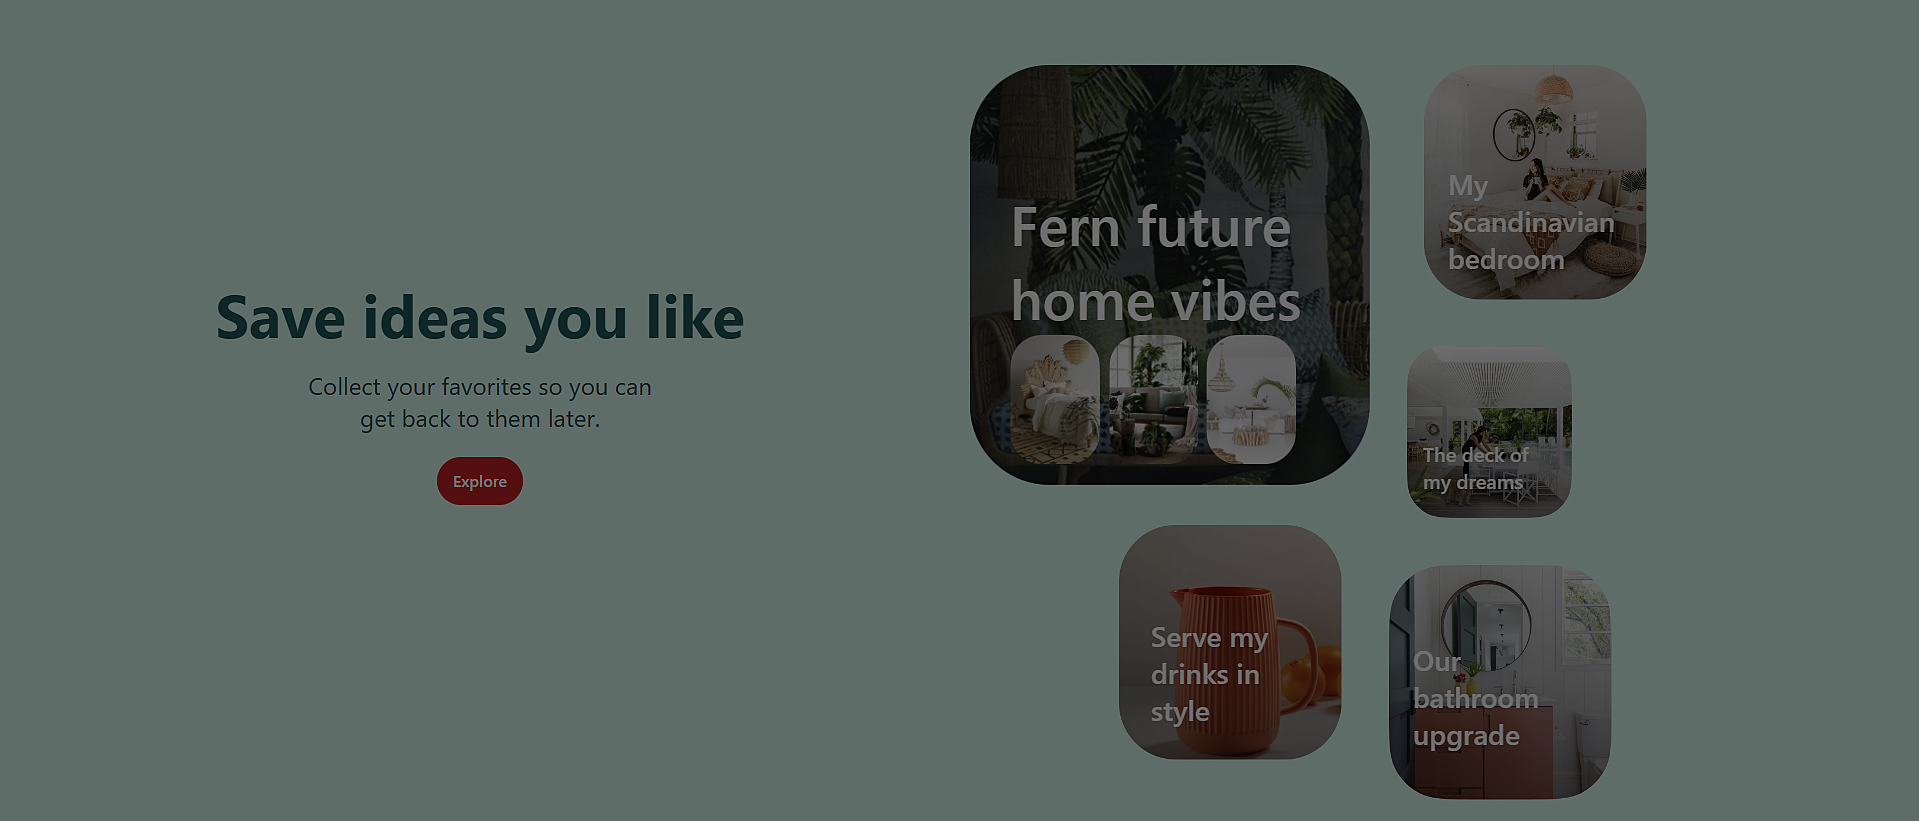 Save ideas you like
Collect your favorites so you can
get back to them later.
Explore
Fern future
home vibes
My
Scandinavian
bedroom
The deck of
my dreams
Serve my
drinks in
style
Our
bathroom
upgrade